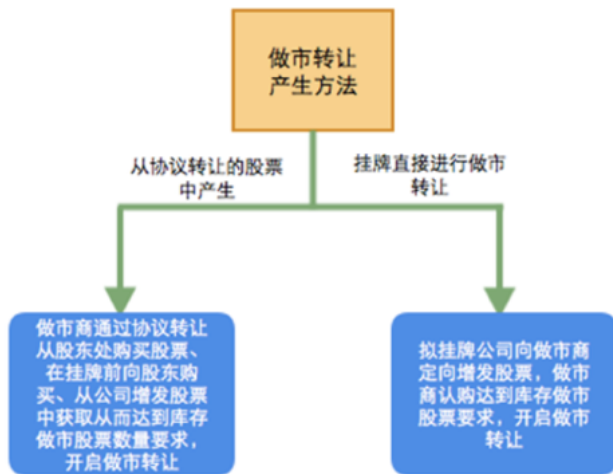 做市转让
产生方法
从协议转让的股票
中产生
挂牌直接进行做市
转让
做市商通过协议转让
从股东处购买股票、
在挂牌前向股东购
买、从公司增发股票
中获取从而达到库存
做市股票数量要求，
开启做市转让
拟挂牌公司向做市商
定向增发股票，做市
商认购达到库存做市
股票要求，开启做市
转让